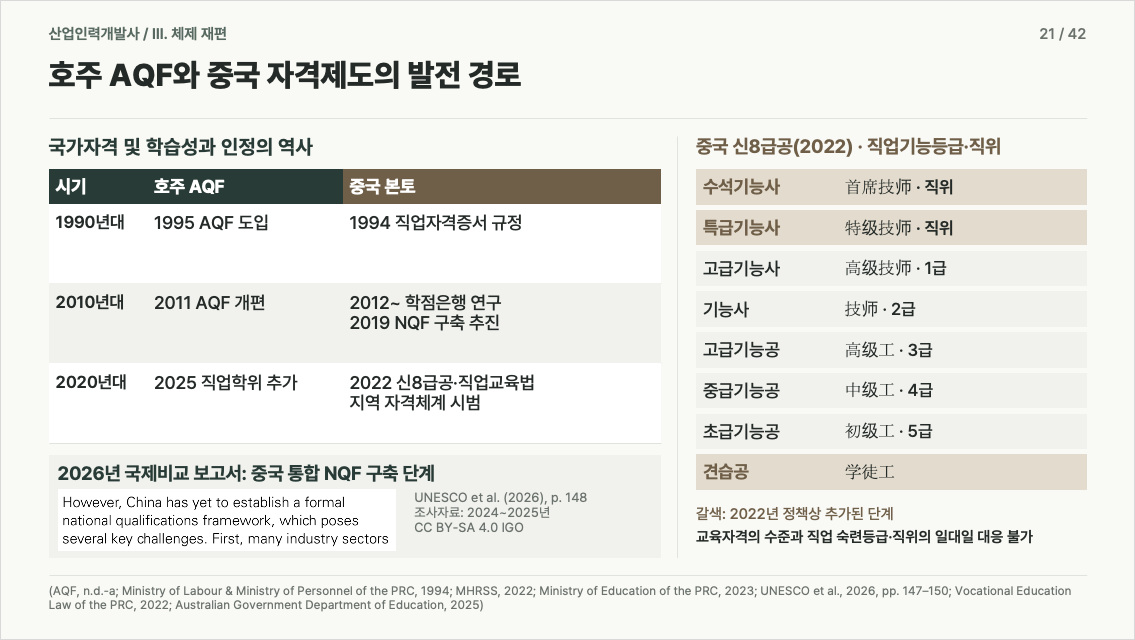 산업인력개발사 / III. 체제 재편
21 / 42
호주 AQF와 중국 자격제도의 발전 경로
국가자격 및 학습성과 인정의 역사
시기 호주 AQF 중국 본토
1990년대 1995 AQF 도입 1994 직업자격증서 규정
2010년대 2011 AQF 개편 2012~ 학점은행 연구
2019 NQF 구축 추진
2020년대 2025 직업학위 추가 2022 신8급공·직업교육법
지역 자격체계 시범
2026년 국제비교 보고서: 중국 통합 NQF 구축 단계
However, China has yet to establish a formal
national qualifications framework, which poses
several key challenges. First, many industry sectors
UNESCO et al. (2026), p. 148
조사자료: 2024~2025년
CC BY-SA 4.0 IGO
중국 신8급공(2022) · 직업기능등급·직위
수석기능사 首席技师 · 직위
특급기능사 特级技师 · 직위
고급기능사 高级技师 · 1급
기능사 技师 · 2급
고급기능공 高级工 · 3급
중급기능공 中级工 · 4급
초급기능공 初级工 · 5급
견습공 学徒工
갈색: 2022년 정책상 추가된 단계
교육자격의 수준과 직업 숙련등급·직위의 일대일 대응 불가
(AQF, n.d.-a; Ministry of Labour & Ministry of Personnel of the PRC, 1994; MHRSS, 2022; Ministry of Education of the PRC, 2023; UNESCO et al., 2026, pp. 147–150; Vocational Education
Law of the PRC, 2022; Australian Government Department of Education, 2025)